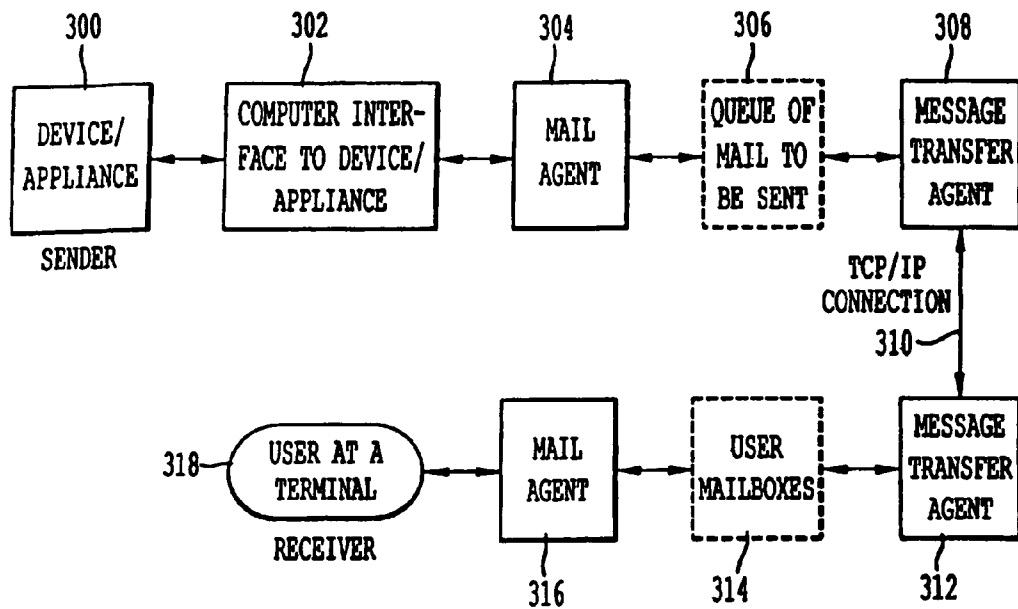 300
302
304
306
308
DEVICE/
APPLIANCE
COMPUTER INTER-
FACE TO DEVICE/
APPLIANCE
MAIL
AGENT
QUEUE OF
MAIL TO
BE SENT
MESSAGE
TRANSFER
AGENT
SENDER
TCP/IP
CONNECTION
310
318
USER AT A
TERMINAL
MAIL
AGENT
USER
MAILBOXES
MESSAGE
TRANSFER
AGENT
RECEIVER
316
314
312